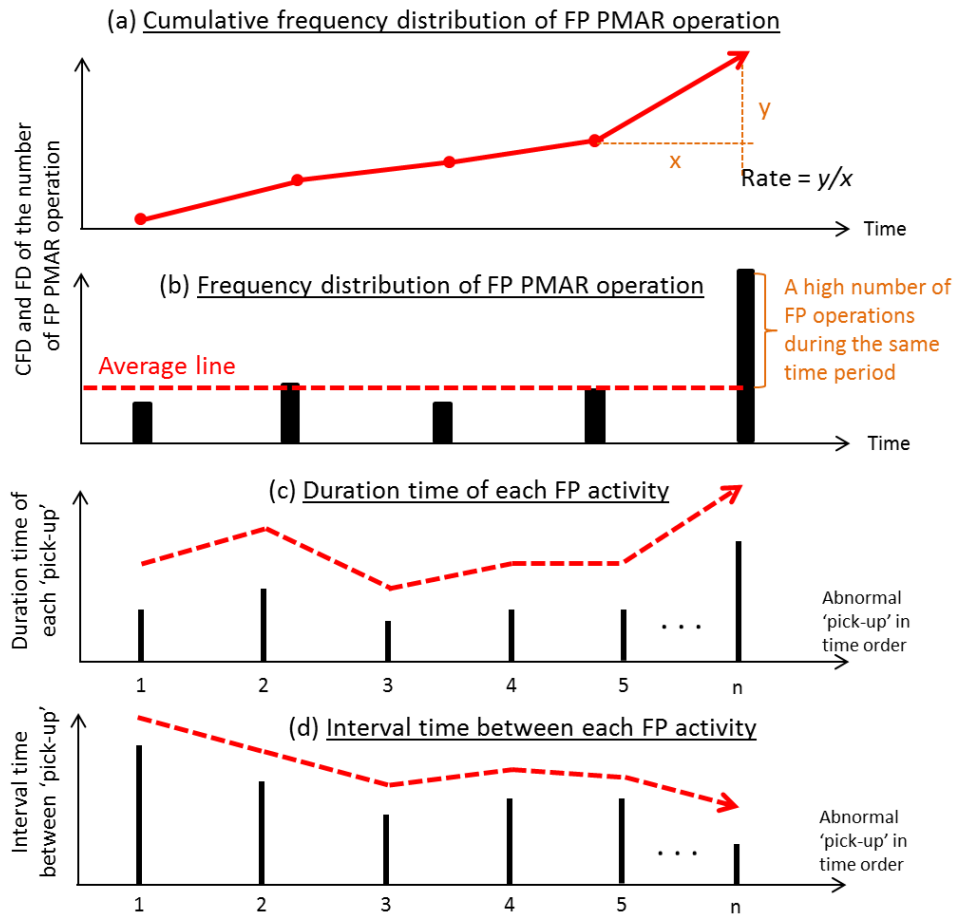 (a) Cumulative frequency distribution of FP PMAR operation
CFD and FD of the number
of FP PMAR operation
y
x
Rate = y/x
Time
(b) Frequency distribution of FP PMAR operation
A high number of
FP operations
during the same
time period
Average line
Time
(c) Duration time of each FP activity
Duration time of
each ‘pick-up’
Abnormal
‘pick-up’ in
time order
. . .
1 2 3 4 5 n
(d) Interval time between each FP activity
Interval time
between ‘pick-up’
Abnormal
‘pick-up’ in
time order
. . .
1 2 3 4 5 n